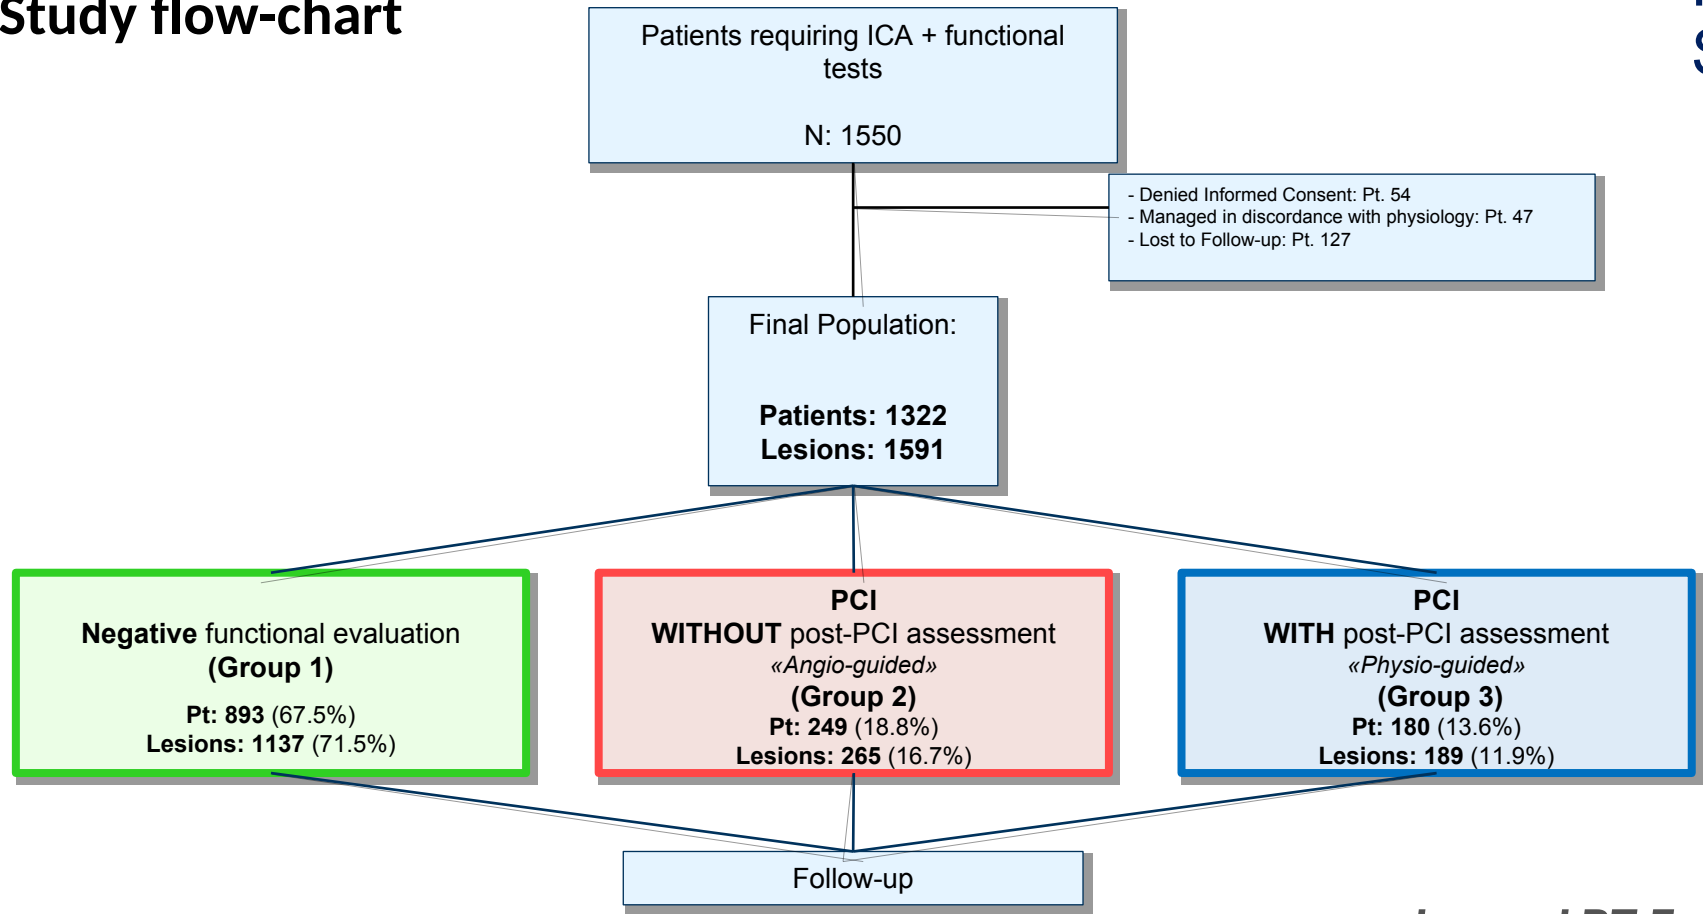 Study flow-chart
Patients requiring ICA + functional
tests
N: 1550
- Denied Informed Consent: Pt. 54
- Managed in discordance with physiology: Pt. 47
- Lost to Follow-up: Pt. 127
Final Population:
Patients: 1322
Lesions: 1591
Negative functional evaluation
(Group 1)
Pt: 893 (67.5%)
Lesions: 1137 (71.5%)
PCI
WITHOUT post-PCI assessment
«Angio-guided»
(Group 2)
Pt: 249 (18.8%)
Lesions: 265 (16.7%)
PCI
WITH post-PCI assessment
«Physio-guided»
(Group 3)
Pt: 180 (13.6%)
Lesions: 189 (11.9%)
Follow-up